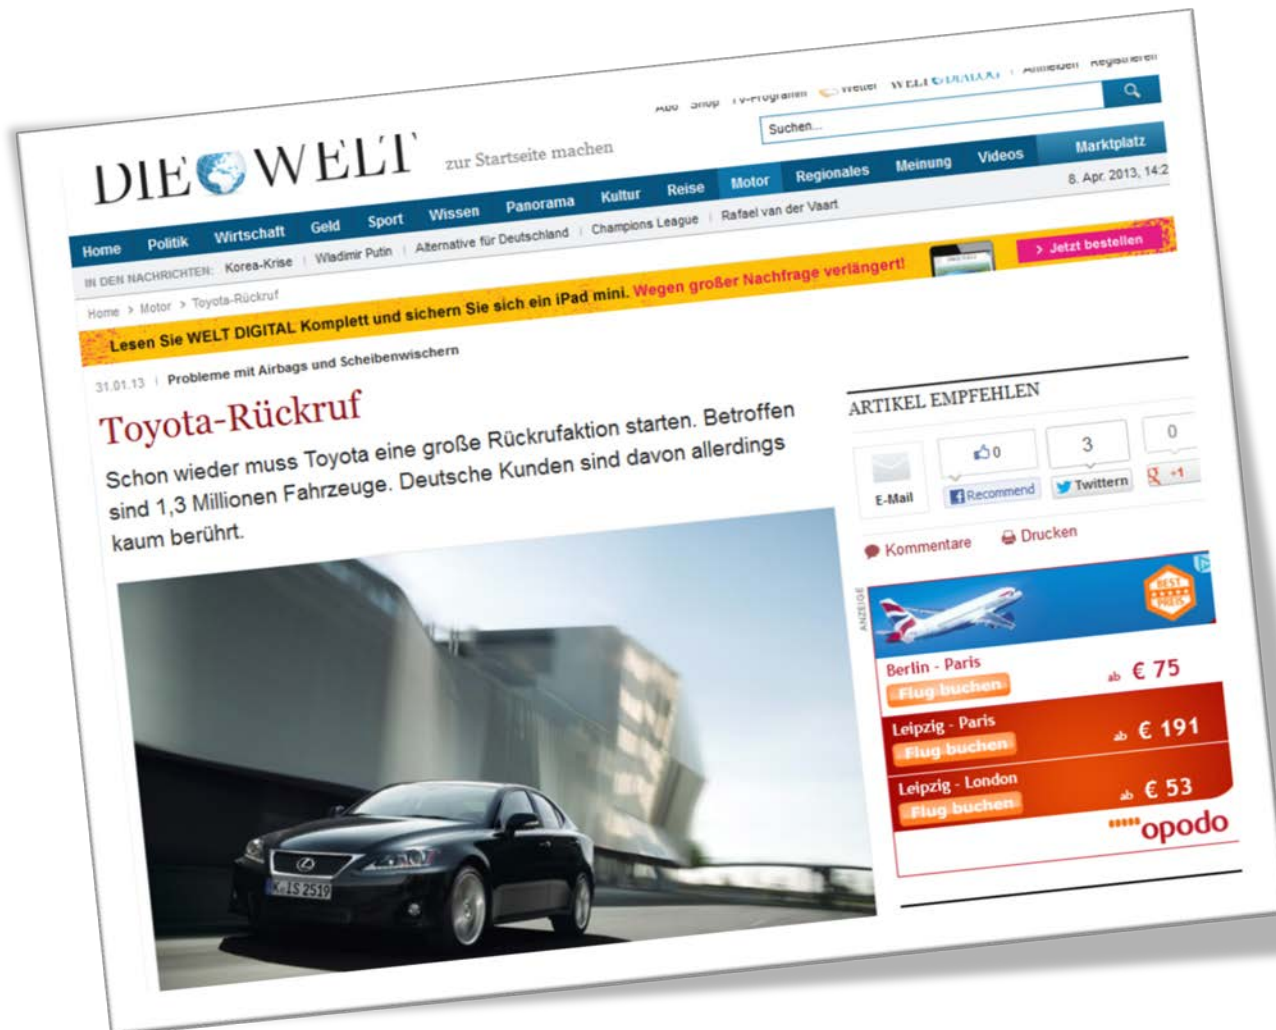 Abo Shop TV-Programm Wetter WELT DIALOG Anmelden Registrieren
DIE WELT zur Startseite machen
Suchen...
Home Politik Wirtschaft Geld Sport Wissen Panorama Kultur Reise Motor Regionales Meinung Videos Marktplatz
IN DEN NACHRICHTEN: Korea-Krise | Wladimir Putin | Alternative für Deutschland | Champions League | Rafael van der Vaart
8. Apr. 2013, 14:2
Home > Motor > Toyota-Rückruf
Lesen Sie WELT DIGITAL Komplett und sichern Sie sich ein iPad mini. Wegen großer Nachfrage verlängert!
> Jetzt bestellen
31.01.13 | Probleme mit Airbags und Scheibenwischern
Toyota-Rückruf
Schon wieder muss Toyota eine große Rückrufaktion starten. Betroffen
sind 1,3 Millionen Fahrzeuge. Deutsche Kunden sind davon allerdings
kaum berührt.
K IS 2519
ARTIKEL EMPFEHLEN
E-Mail
0
Recommend
3
Twittern
0
+1
Kommentare Drucken
ANZEIGE
BEST
PREIS
Berlin - Paris
Flug buchen
ab € 75
Leipzig - Paris
Flug buchen
ab € 191
Leipzig - London
Flug buchen
ab € 53
opodo